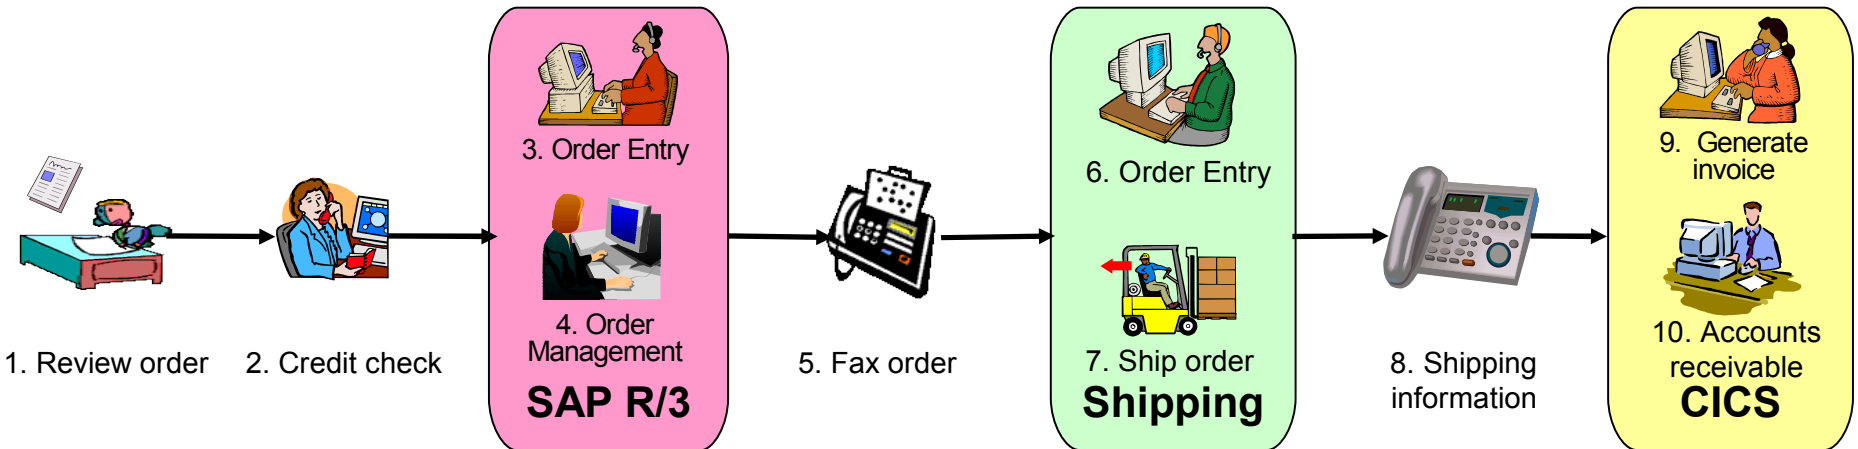 1. Review order
2. Credit check
3. Order Entry
4. Order
Management
SAP R/3
5. Fax order
6. Order Entry
7. Ship order
Shipping
8. Shipping
information
9. Generate
invoice
10. Accounts
receivable
CICS